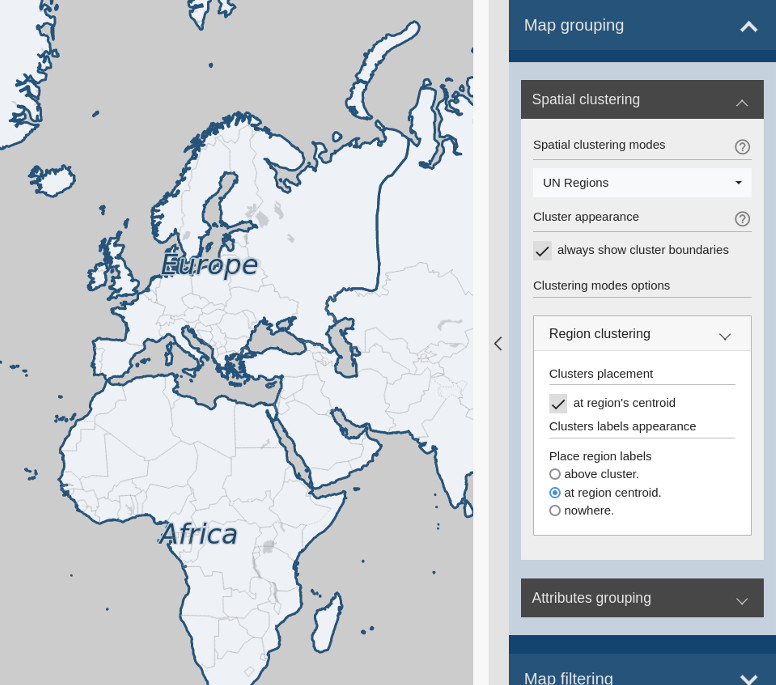 Europe
Africa
Map grouping
Spatial clustering
Spatial clustering modes
UN Regions
Cluster appearance
always show cluster boundaries
Clustering modes options
Region clustering
Clusters placement
at region's centroid
Clusters labels appearance
Place region labels
above cluster.
at region centroid.
nowhere.
Attributes grouping
Map filtering